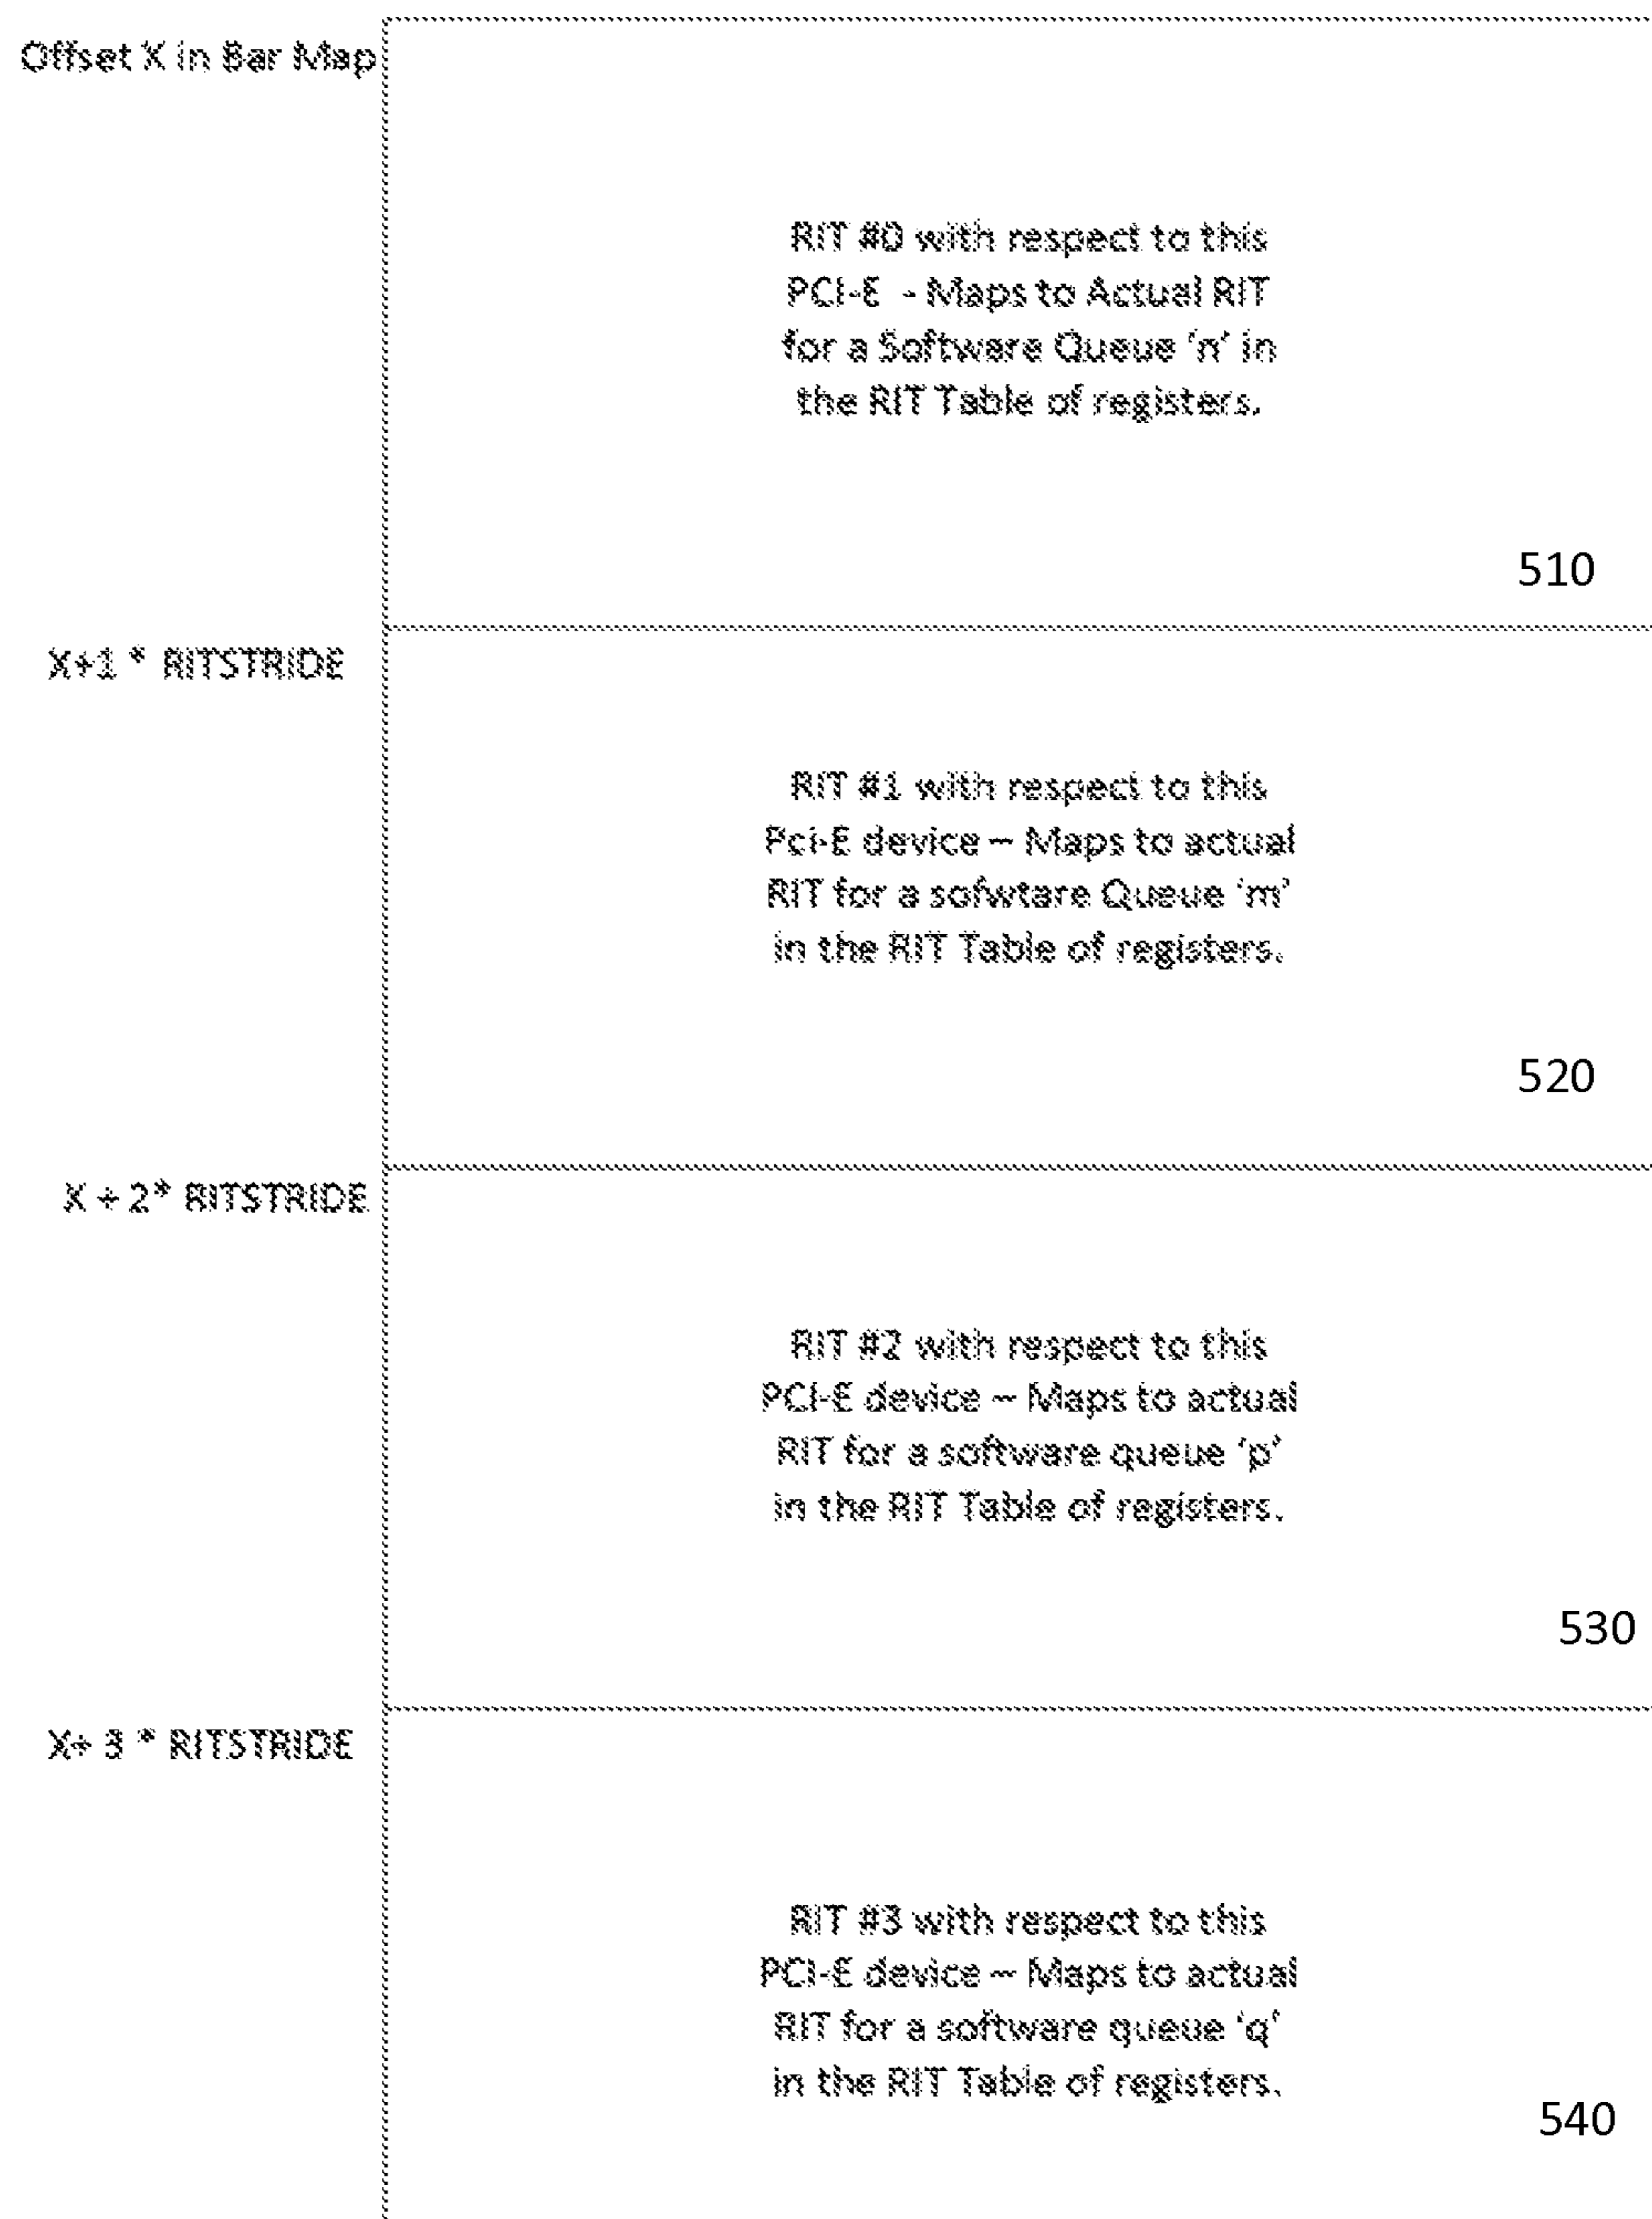 Offset X in Bar Map
RIT #0 with respect to this
PCI-E - Maps to Actual RIT
for a Software Queue 'n' in
the RIT Table of registers.
510
X+1 * RITSTRIDE
RIT #1 with respect to this
Pci-E device – Maps to actual
RIT for a sofwtare Queue 'm'
in the RIT Table of registers.
520
X + 2* RITSTRIDE
RIT #2 with respect to this
PCI-E device – Maps to actual
RIT for a software queue 'p'
in the RIT Table of registers.
530
X+ 3 * RITSTRIDE
RIT #3 with respect to this
PCI-E device – Maps to actual
RIT for a software queue 'q'
in the RIT Table of registers.
540